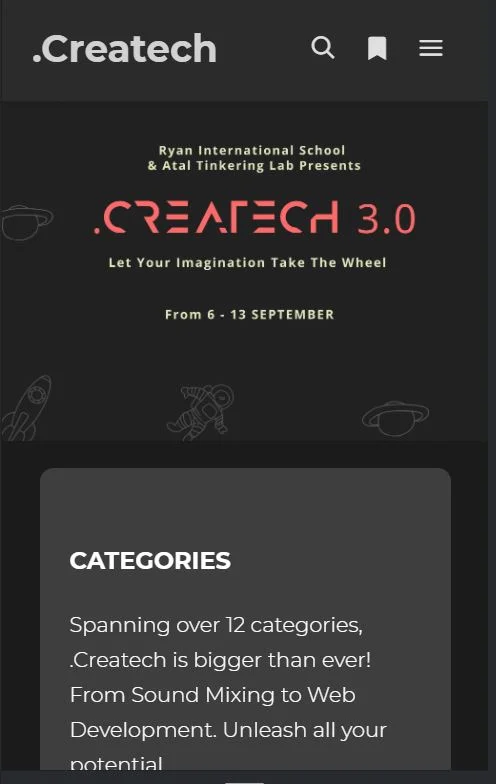 .Createch
Ryan International School
& Atal Tinkering Lab Presents
.CREATECH 3.0
Let Your Imagination Take The Wheel
From 6 - 13 SEPTEMBER
CATEGORIES
Spanning over 12 categories,
.Createch is bigger than ever!
From Sound Mixing to Web
Development. Unleash all your
potential